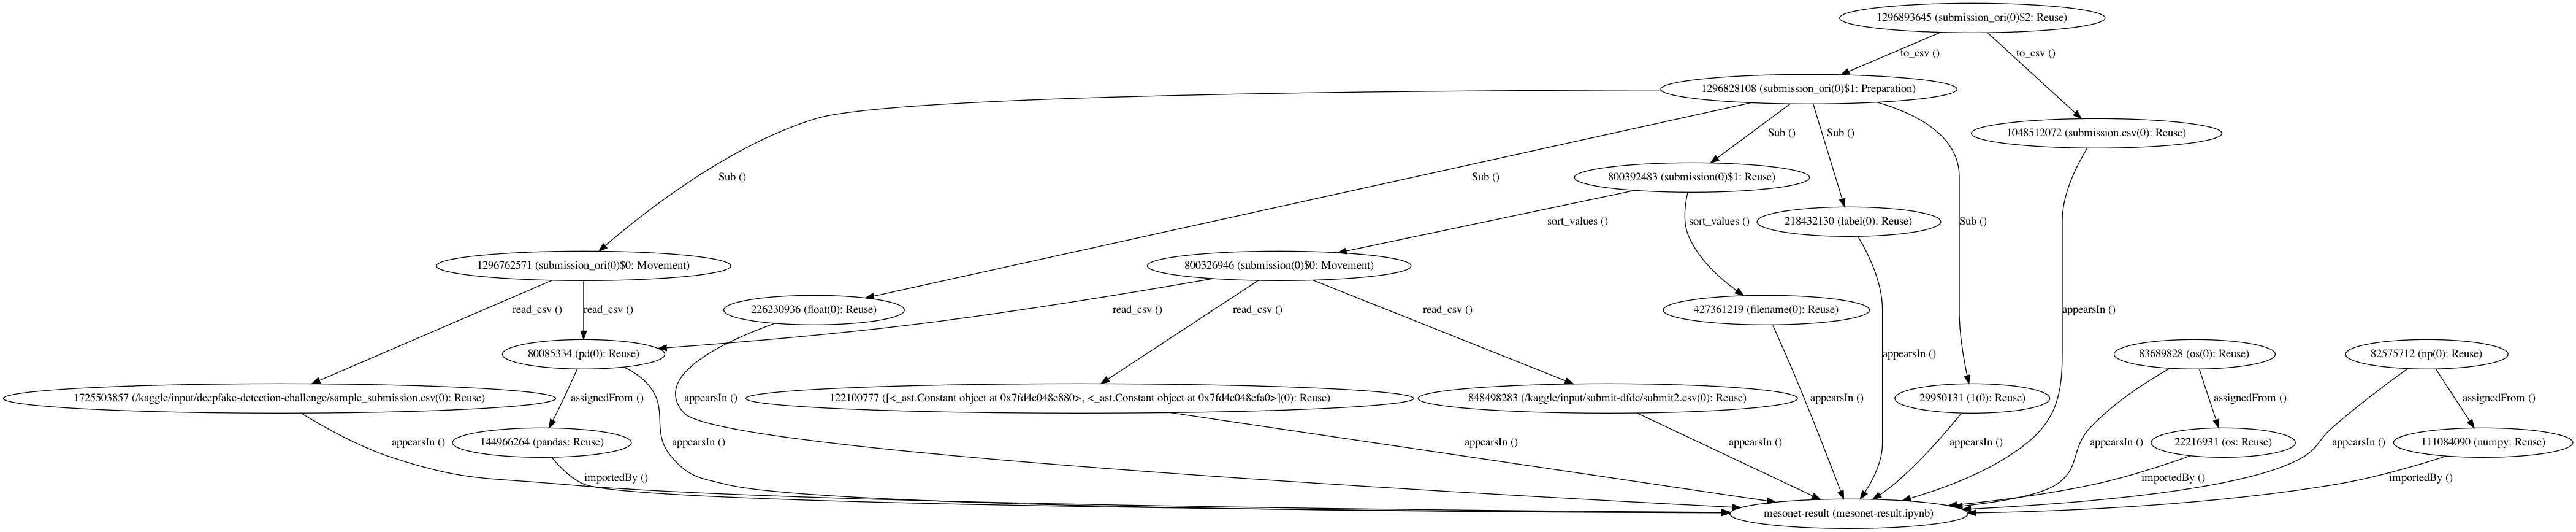 1296893645 (submission_ori(0)$2: Reuse)
to_csv ()
to_csv ()
1296828108 (submission_ori(0)$1: Preparation)
1048512072 (submission.csv(0): Reuse)
Sub ()
Sub ()
Sub ()
Sub ()
Sub ()
800392483 (submission(0)$1: Reuse)
218432130 (label(0): Reuse)
sort_values ()
sort_values ()
1296762571 (submission_ori(0)$0: Movement)
800326946 (submission(0)$0: Movement)
226230936 (float(0): Reuse)
427361219 (filename(0): Reuse)
read_csv ()
read_csv ()
read_csv ()
read_csv ()
read_csv ()
appearsIn ()
80085334 (pd(0): Reuse)
appearsIn ()
83689828 (os(0): Reuse)
82575712 (np(0): Reuse)
1725503857 (/kaggle/input/deepfake-detection-challenge/sample_submission.csv(0): Reuse)
assignedFrom ()
appearsIn ()
122100777 ([<_ast.Constant object at 0x7fd4c048e880>, <_ast.Constant object at 0x7fd4c048efa0>](0): Reuse)
848498283 (/kaggle/input/submit-dfdc/submit2.csv(0): Reuse)
appearsIn ()
29950131 (1(0): Reuse)
assignedFrom ()
assignedFrom ()
appearsIn ()
144966264 (pandas: Reuse)
appearsIn ()
appearsIn ()
appearsIn ()
appearsIn ()
appearsIn ()
22216931 (os: Reuse)
appearsIn ()
111084090 (numpy: Reuse)
importedBy ()
importedBy ()
importedBy ()
mesonet-result (mesonet-result.ipynb)